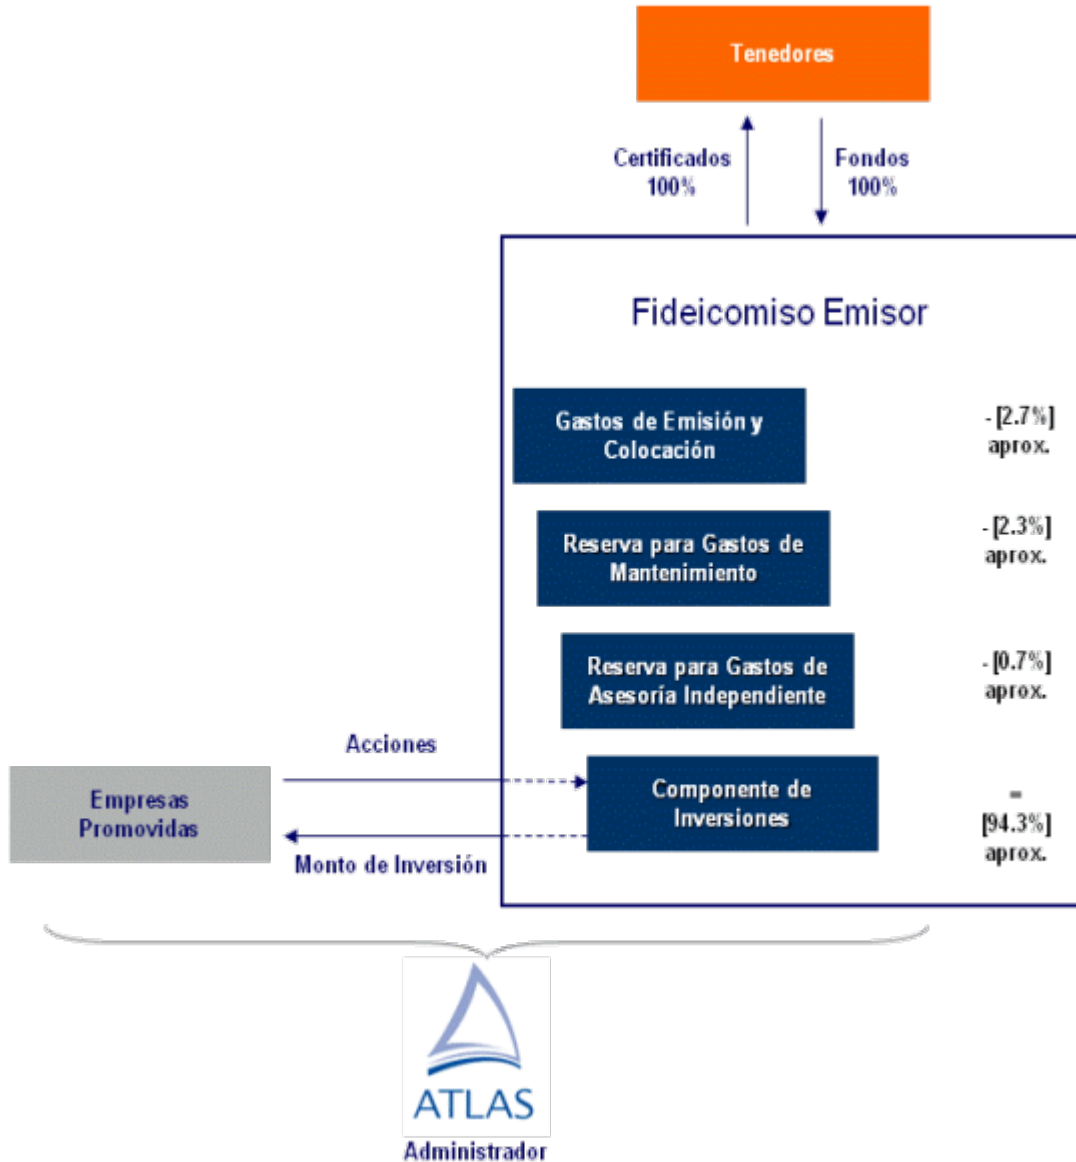 Tenedores
Certificados
100%
Fondos
100%
Fideicomiso Emisor
Gastos de Emisión y
Colocación
- [2.7%]
aprox.
Reserva para Gastos de
Mantenimiento
- [2.3%]
aprox.
Reserva para Gastos de
Asesoría Independiente
- [0.7%]
aprox.
Acciones
Empresas
Promovidas
Monto de Inversión
Componente de
Inversiones
=
[94.3%]
aprox.
ATLAS
Administrador